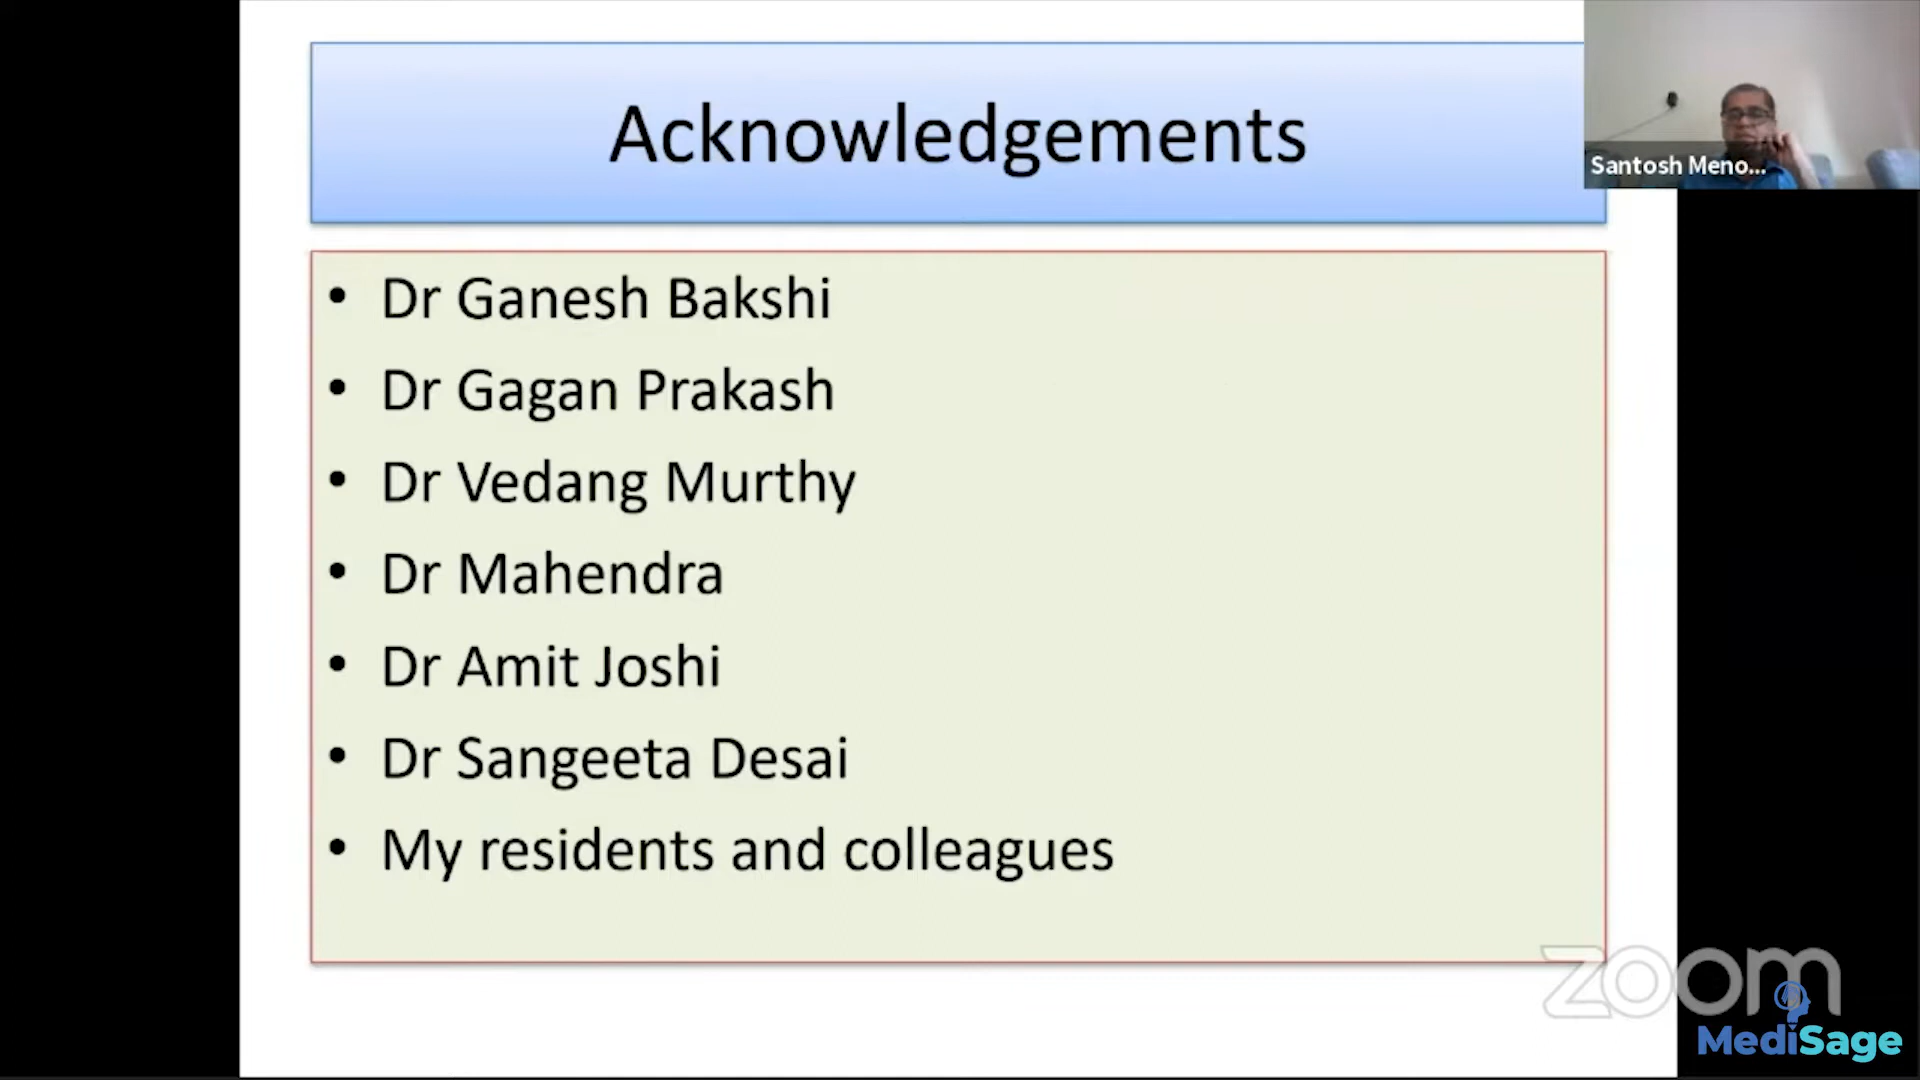 Acknowledgements
Santosh Meno...
• Dr Ganesh Bakshi
• Dr Gagan Prakash
• Dr Vedang Murthy
• Dr Mahendra
• Dr Amit Joshi
• Dr Sangeeta Desai
• My residents and colleagues
zoom
MediSage